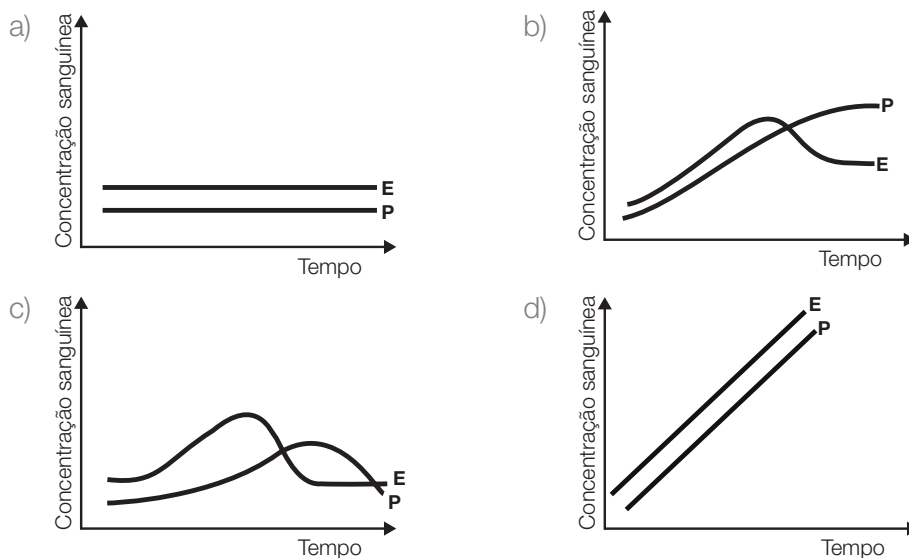 a)
Concentração sanguínea
E
P
Tempo
b)
Concentração sanguínea
P
E
Tempo
c)
Concentração sanguínea
E
P
Tempo
d)
Concentração sanguínea
E
P
Tempo